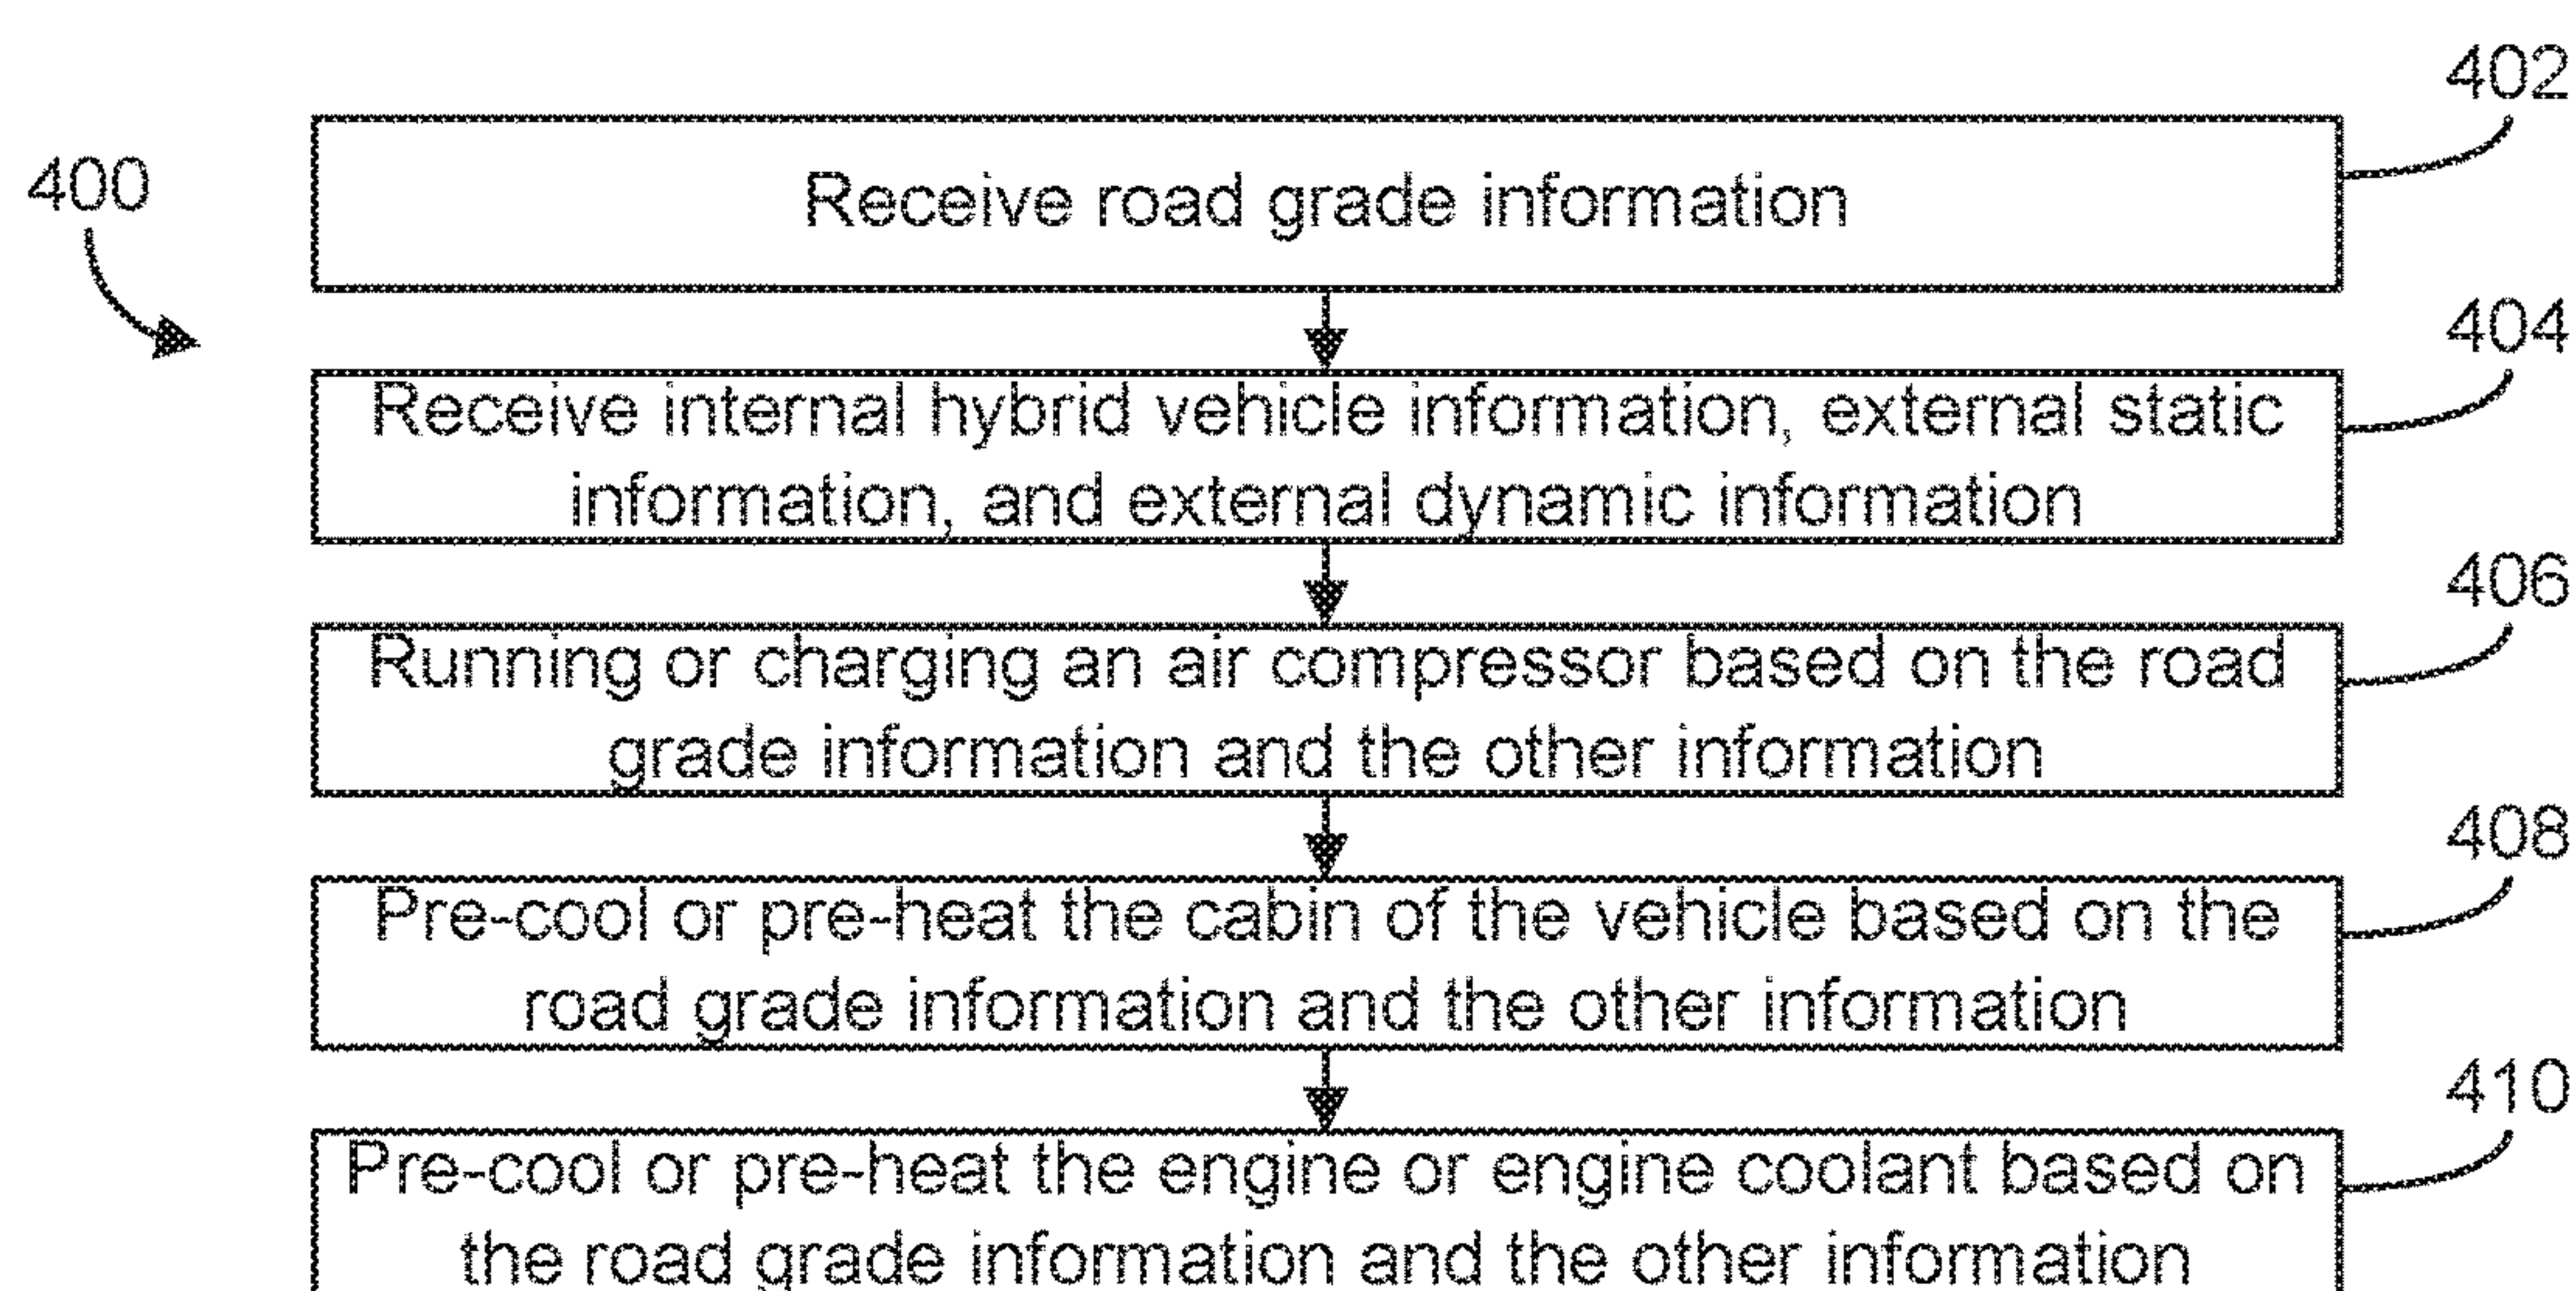 402
400
Receive road grade information
404
Receive internal hybrid vehicle information, external static
information, and external dynamic information
406
Running or charging an air compressor based on the road
grade information and the other information
408
Pre-cool or pre-heat the cabin of the vehicle based on the
road grade information and the other information
410
Pre-cool or pre-heat the engine or engine coolant based on
the road grade information and the other information